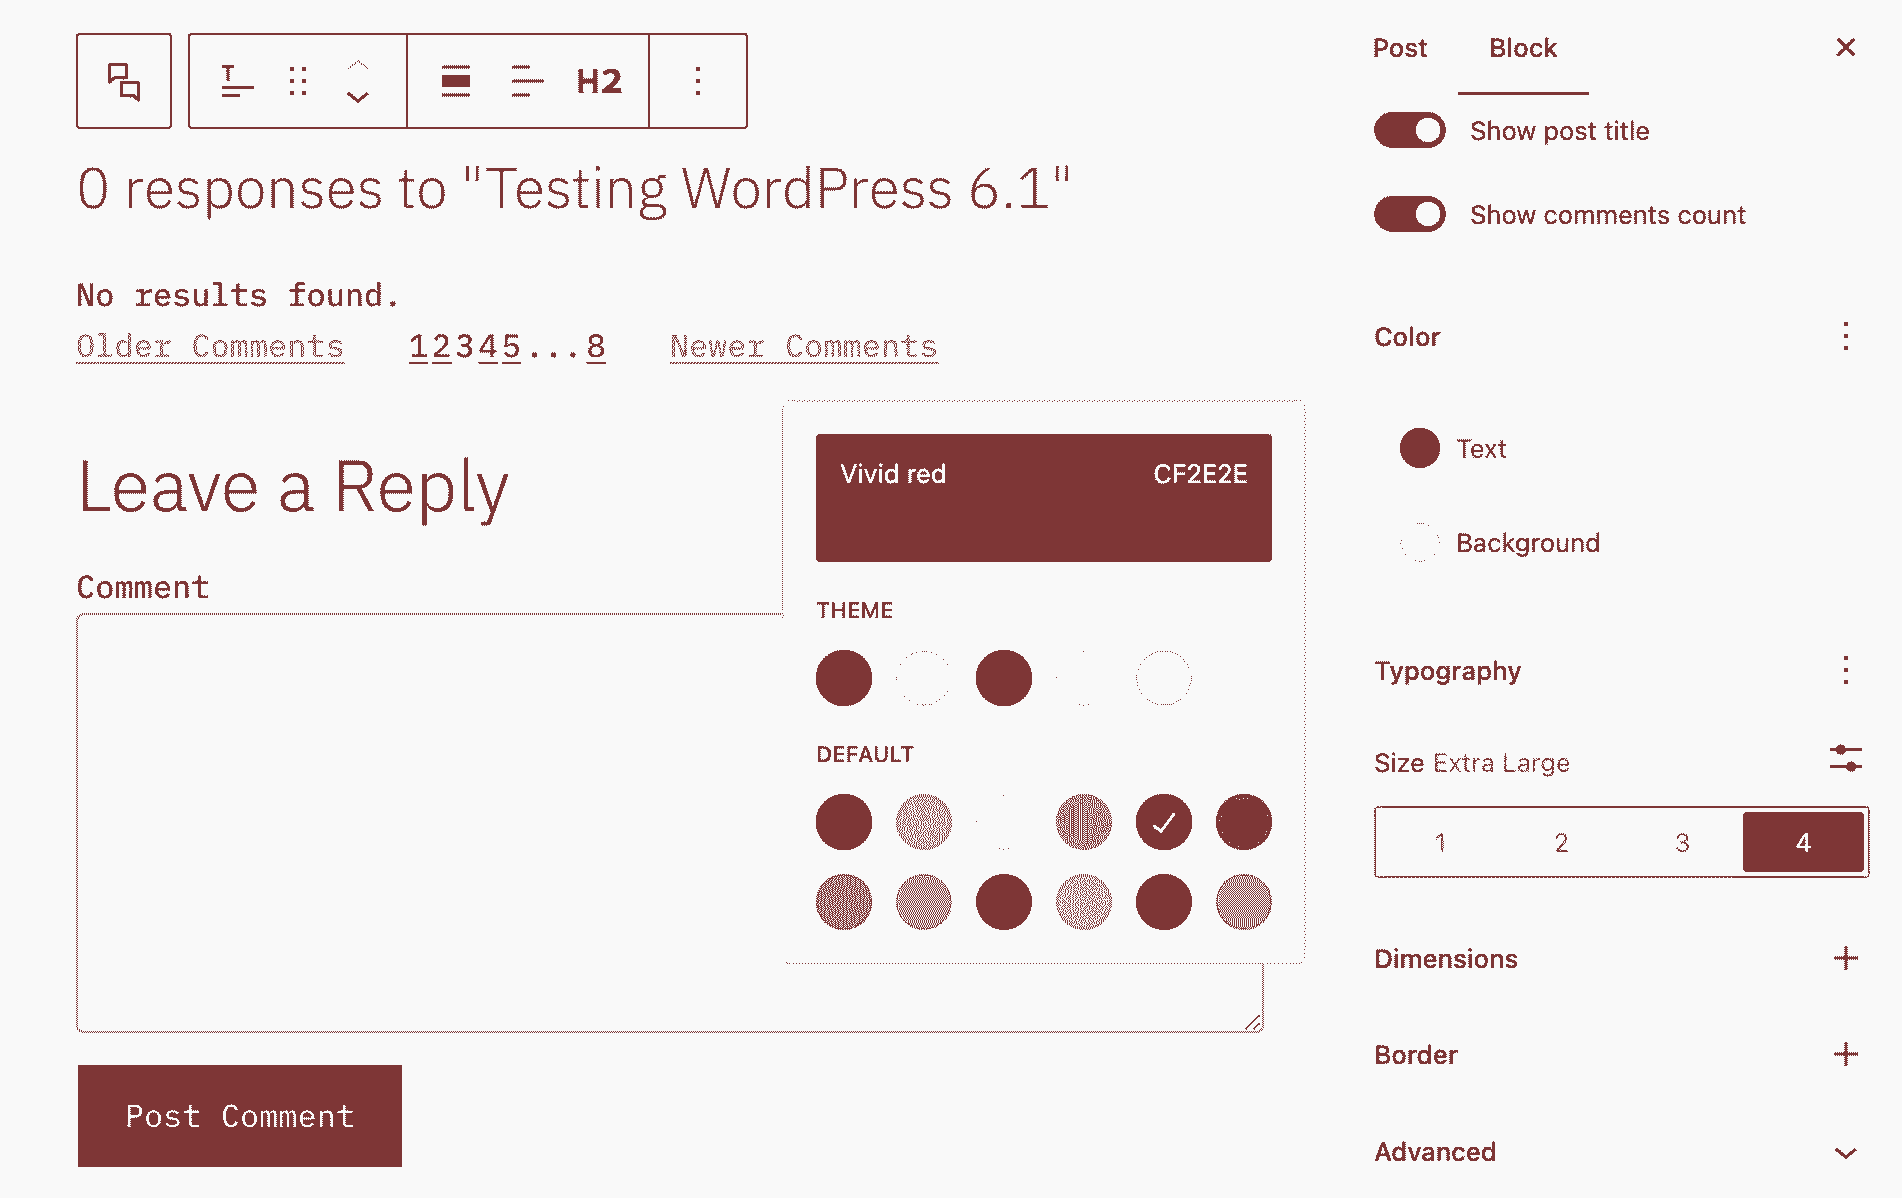 H2
0 responses to "Testing WordPress 6.1"
No results found.
Older Comments 12345...8 Newer Comments
Leave a Reply
Comment
Post Comment
Vivid red CF2E2E
THEME
DEFAULT
Post Block
Show post title
Show comments count
Color
Text
Background
Typography
Size Extra Large
1 2 3 4
Dimensions
Border
Advanced